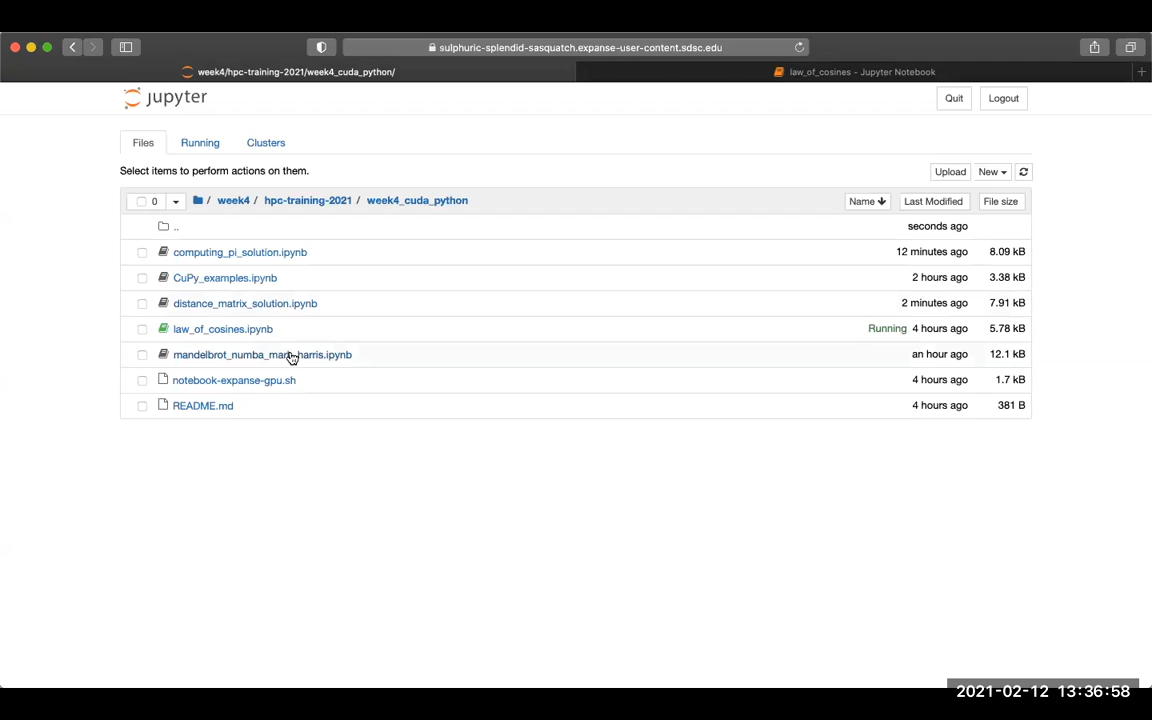 sulphuric-splendid-sasquatch.expanse-user-content.sdsc.edu
week4/hpc-training-2021/week4_cuda_python/
law_of_cosines - Jupyter Notebook
jupyter
Quit
Logout
Files
Running
Clusters
Select items to perform actions on them.
Upload
New
0
/ week4 / hpc-training-2021 / week4_cuda_python
Name
Last Modified
File size
..
seconds ago
computing_pi_solution.ipynb
12 minutes ago
8.09 kB
CuPy_examples.ipynb
2 hours ago
3.38 kB
distance_matrix_solution.ipynb
2 minutes ago
7.91 kB
law_of_cosines.ipynb
Running 4 hours ago
5.78 kB
an hour ago
12.1 kB
notebook-expanse-gpu.sh
4 hours ago
1.7 kB
README.md
4 hours ago
381 B
2021-02-12 13:36:58